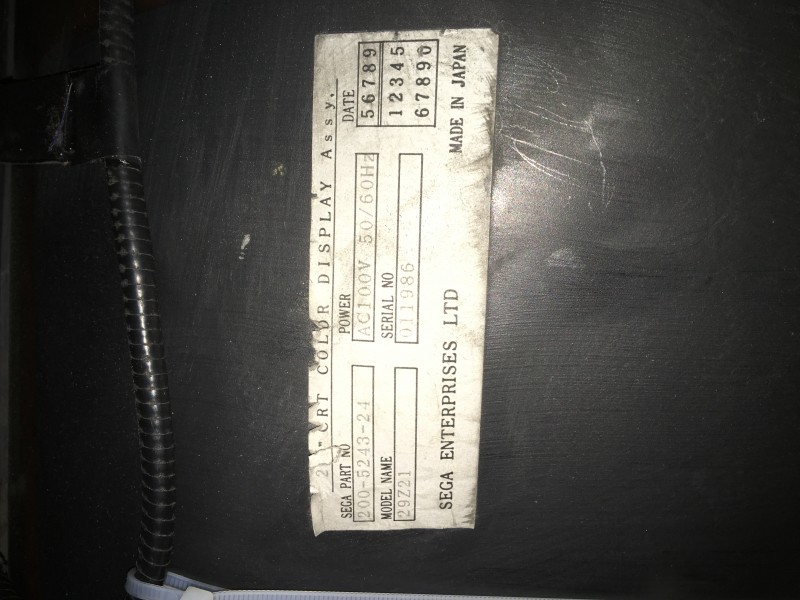 " CRT COLOR DISPLAY Assy.
SEGA PART NO POWER DATE
200-5243-24 AC100V 50/60Hz 56789
MODEL NAME SERIAL NO 12345
29Z21 011986 67890
SEGA ENTERPRISES LTD MADE IN JAPAN